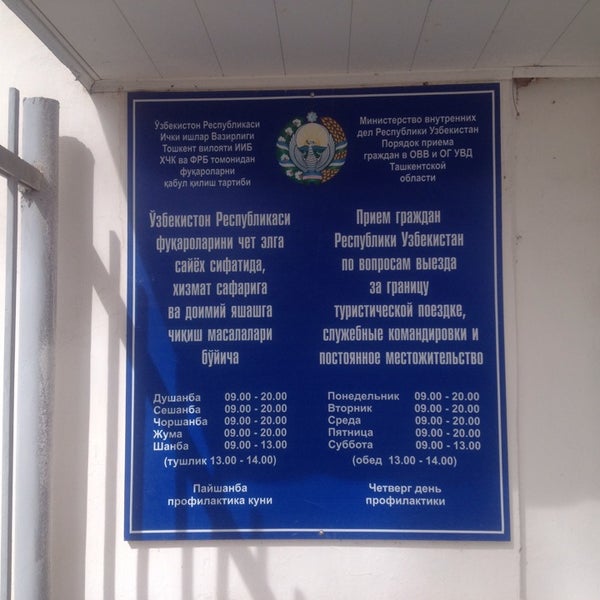 Ўзбекистон Республикаси
Ички ишлар Вазирлиги
Тошкент вилояти ИИБ
ХЧК ва ФРБ томонидан
фуқароларни
қабул қилиш тартиби
Министерство внутренних
дел Республики Узбекистан
Порядок приема
граждан в ОВВ и ОГ УВД
Ташкентской
области
Ўзбекистон Республикаси
фуқароларини чет элга
сайёҳ сифатида,
хизмат сафарига
ва доимий яшашга
чиқиш масалалари
бўйича
Прием граждан
Республики Узбекистан
по вопросам выезда
за границу
туристической поездке,
служебные командировки и
постоянное местожительство
Душанба 09.00 - 20.00
Сешанба 09.00 - 20.00
Чоршанба 09.00 - 20.00
Жума 09.00 - 20.00
Шанба 09.00 - 13.00
(тушлик 13.00 - 14.00)
Пайшанба
профилактика куни
Понедельник 09.00 - 20.00
Вторник 09.00 - 20.00
Среда 09.00 - 20.00
Пятница 09.00 - 20.00
Суббота 09.00 - 13.00
(обед 13.00 - 14.00)
Четверг день
профилактики